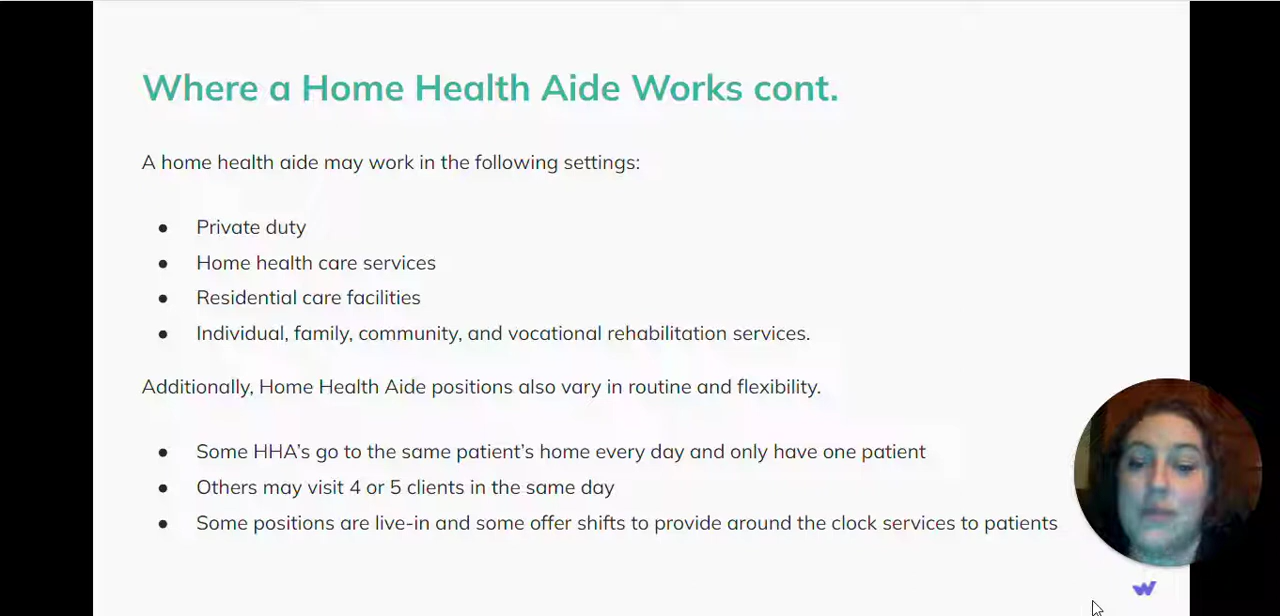 Where a Home Health Aide Works cont.
A home health aide may work in the following settings:
● Private duty
● Home health care services
● Residential care facilities
● Individual, family, community, and vocational rehabilitation services.
Additionally, Home Health Aide positions also vary in routine and flexibility.
● Some HHA's go to the same patient's home every day and only have one patient
● Others may visit 4 or 5 clients in the same day
● Some positions are live-in and some offer shifts to provide around the clock services to patients